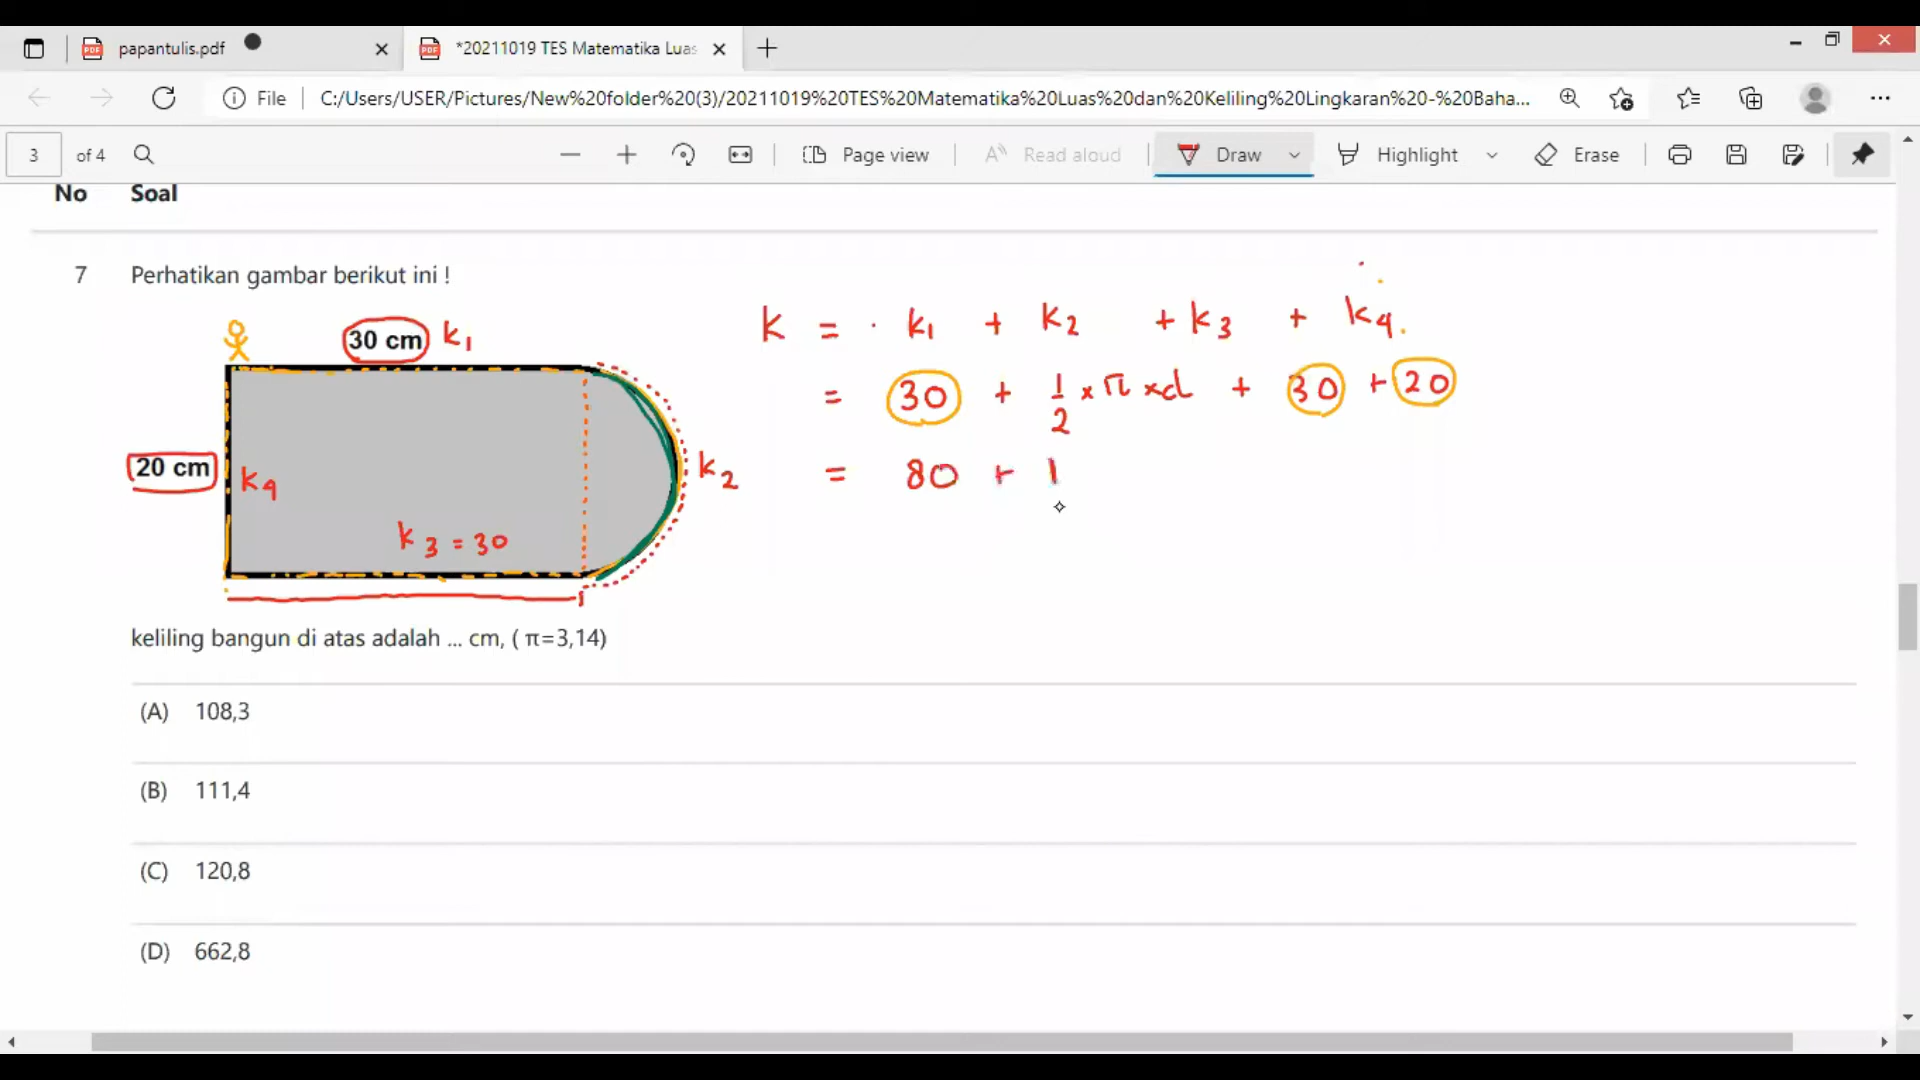 papantulis.pdf
*20211019 TES Matematika Luas
File
C:/Users/USER/Pictures/New%20folder%20(3)/20211019%20TES%20Matematika%20Luas%20dan%20Keliling%20Lingkaran%20-%20Baha...
3 of 4
Page view
Read aloud
Draw
Highlight
Erase
No Soal
7 Perhatikan gambar berikut ini !
30 cm k1
20 cm
k4
k3 = 30
k2
K = k1 + k2 + k3 + k4.
= 30 + 1/2 × π × d + 30 + 20
= 80 + 1
keliling bangun di atas adalah ... cm, ( π=3,14)
(A) 108,3
(B) 111,4
(C) 120,8
(D) 662,8